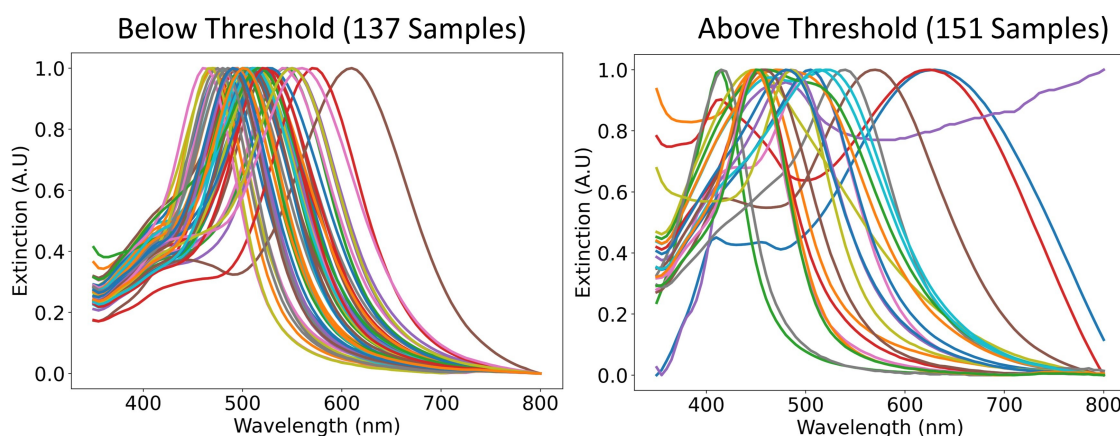 Below Threshold (137 Samples)
1.0
0.8
0.6
0.4
0.2
0.0
Extinction (A.U)
400 500 600 700 800
Wavelength (nm)
Above Threshold (151 Samples)
1.0
0.8
0.6
0.4
0.2
0.0
Extinction (A.U)
400 500 600 700 800
Wavelength (nm)